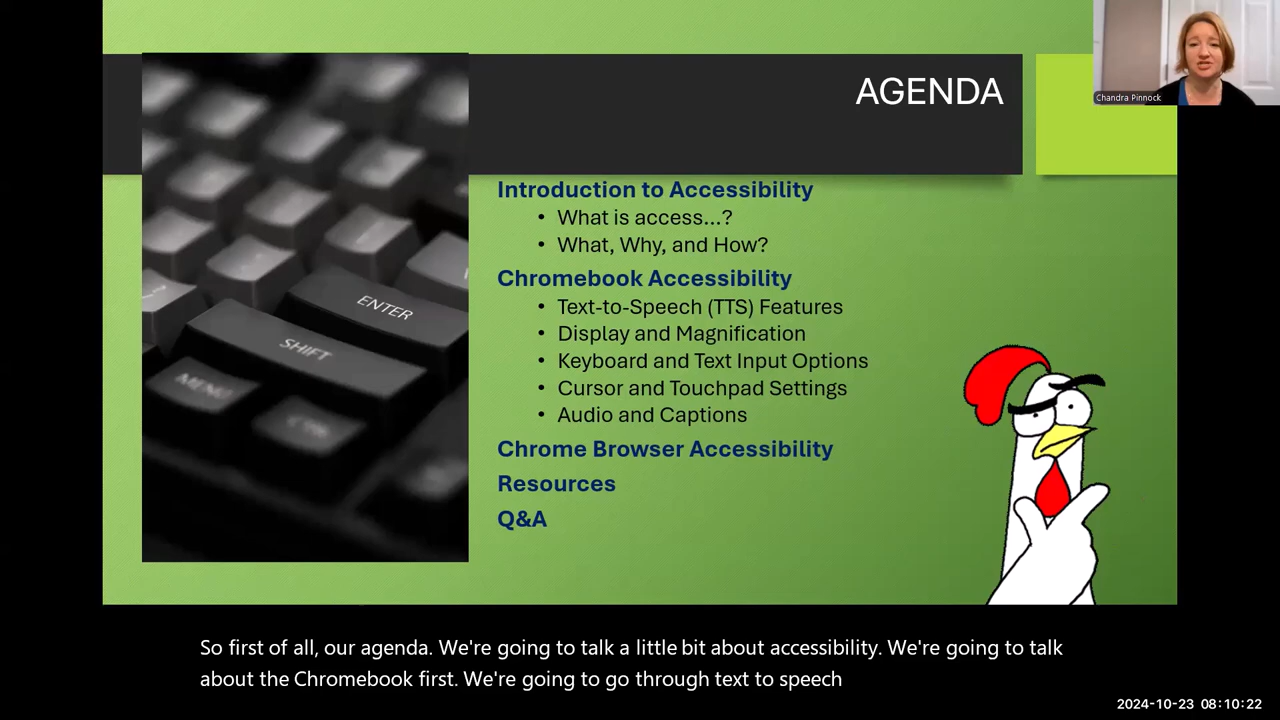 AGENDA
Chandra Pinnock
Introduction to Accessibility
• What is access...?
• What, Why, and How?
Chromebook Accessibility
• Text-to-Speech (TTS) Features
• Display and Magnification
• Keyboard and Text Input Options
• Cursor and Touchpad Settings
• Audio and Captions
Chrome Browser Accessibility
Resources
Q&A
ENTER
SHIFT
MENU
So first of all, our agenda. We're going to talk a little bit about accessibility. We're going to talk
about the Chromebook first. We're going to go through text to speech
2024-10-23 08:10:22